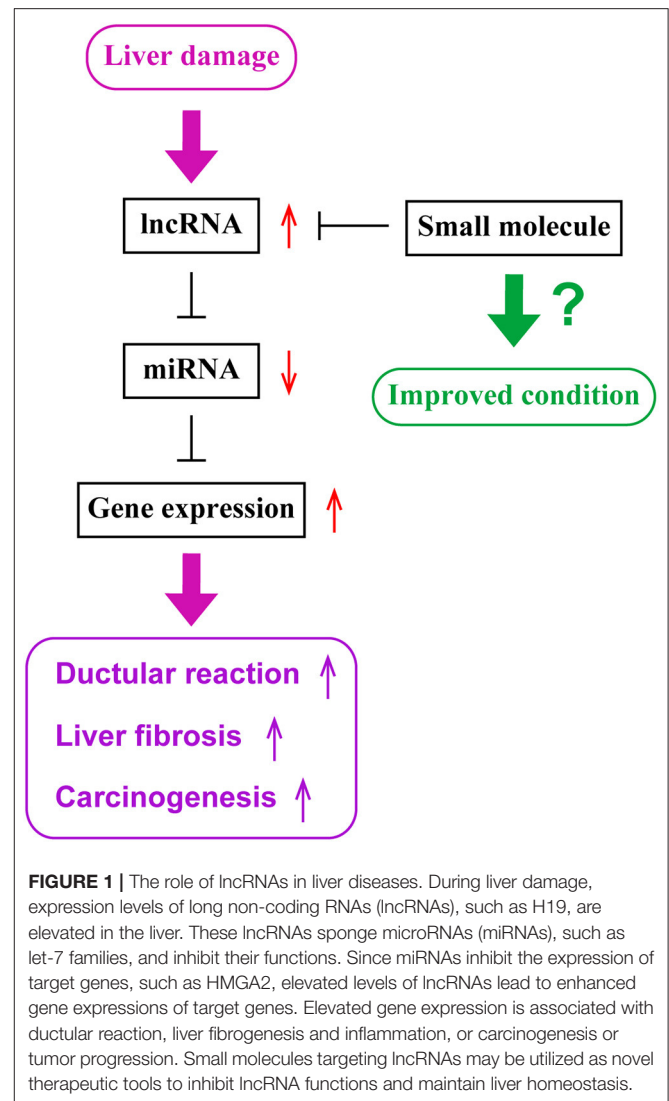 Liver damage
lncRNA
Small molecule
?
miRNA
Improved condition
Gene expression
Ductular reaction
Liver fibrosis
Carcinogenesis
FIGURE 1 | The role of lncRNAs in liver diseases. During liver damage,
expression levels of long non-coding RNAs (lncRNAs), such as H19, are
elevated in the liver. These lncRNAs sponge microRNAs (miRNAs), such as
let-7 families, and inhibit their functions. Since miRNAs inhibit the expression of
target genes, such as HMGA2, elevated levels of lncRNAs lead to enhanced
gene expressions of target genes. Elevated gene expression is associated with
ductular reaction, liver fibrogenesis and inflammation, or carcinogenesis or
tumor progression. Small molecules targeting lncRNAs may be utilized as novel
therapeutic tools to inhibit lncRNA functions and maintain liver homeostasis.